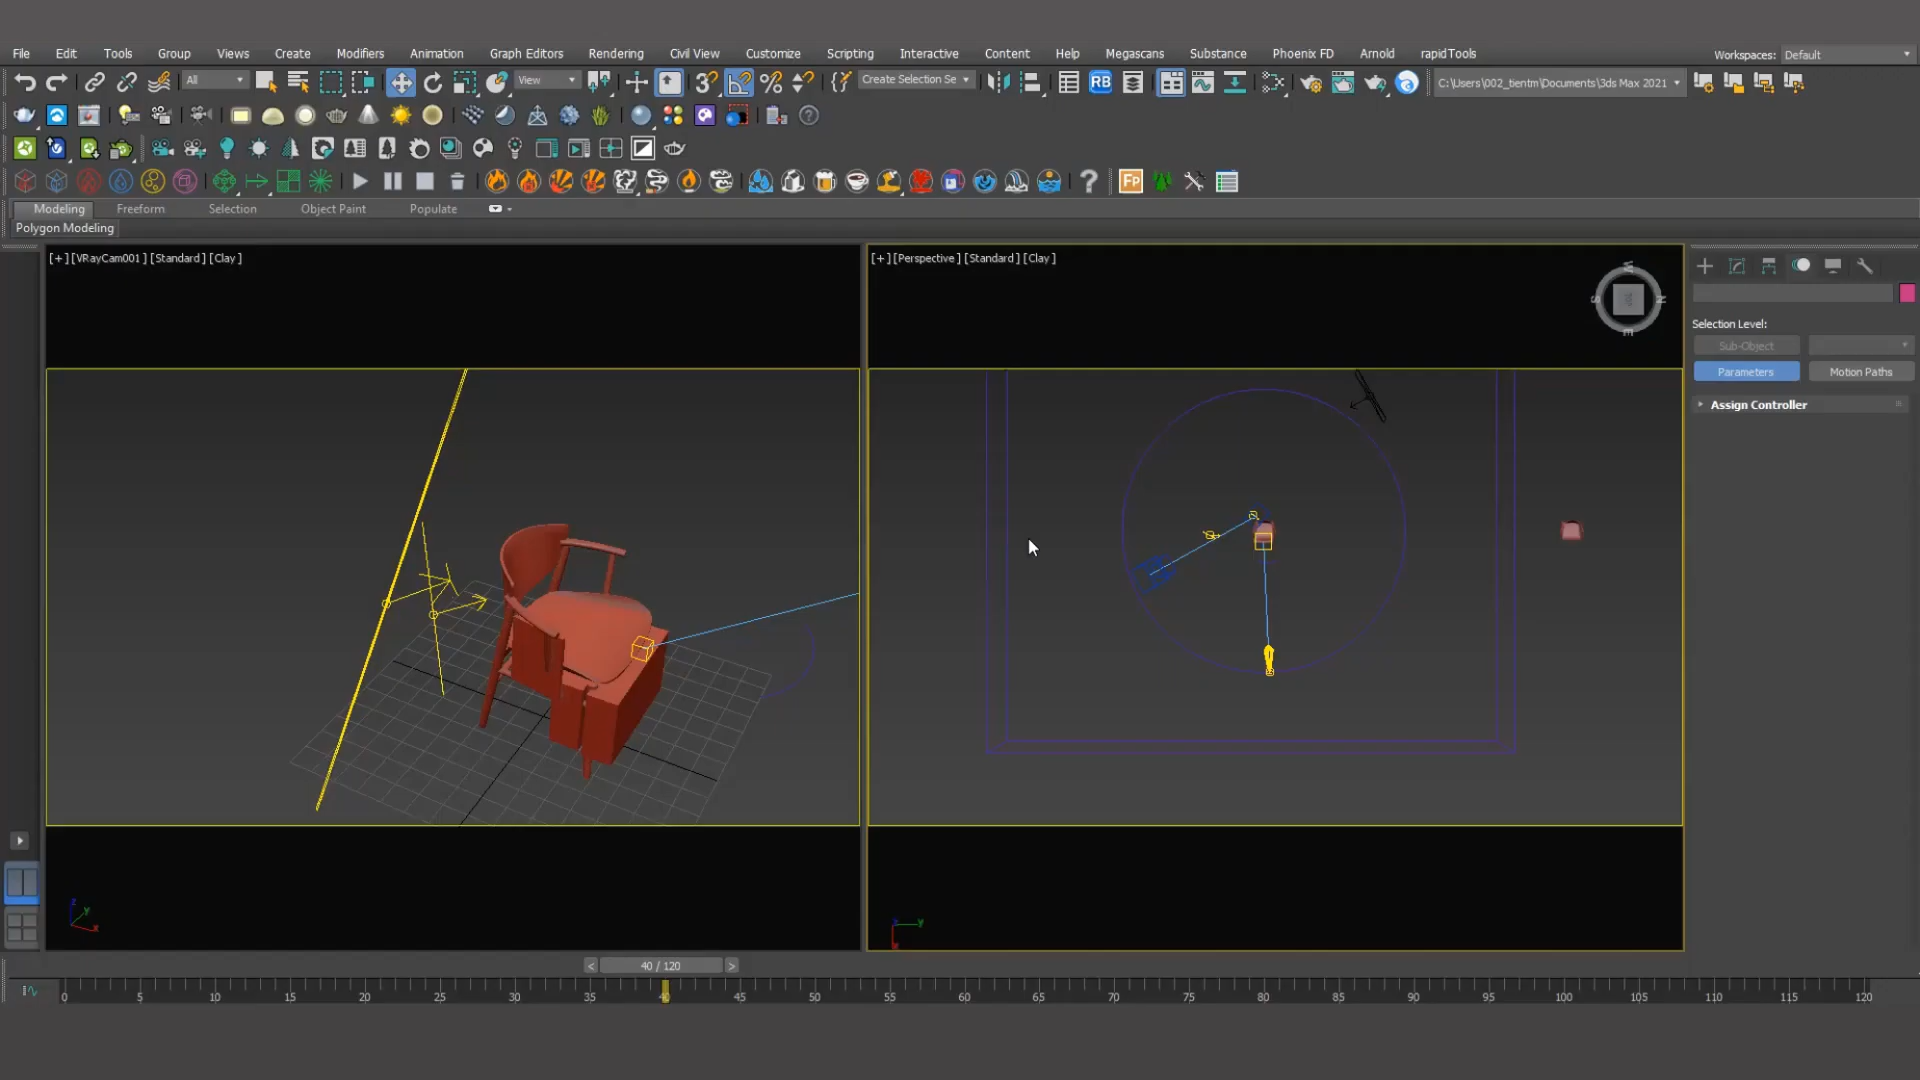 File Edit Tools Group Views Create Modifiers Animation Graph Editors Rendering Civil View Customize Scripting Interactive Content Help Megascans Substance Phoenix FD Arnold rapidTools Workspaces: Default
All View Create Selection Se RB C:\Users\002_tientm\Documents\3ds Max 2021
FP
Modeling Freeform Selection Object Paint Populate
Polygon Modeling
[+] [VRayCam001] [Standard] [Clay]
[+] [Perspective] [Standard] [Clay]
W
S N
E
Selection Level:
Sub-Object
Parameters Motion Paths
Assign Controller
z
y
x
y
< 40 / 120 >
0 5 10 15 20 25 30 35 40 45 50 55 60 65 70 75 80 85 90 95 100 105 110 115 120